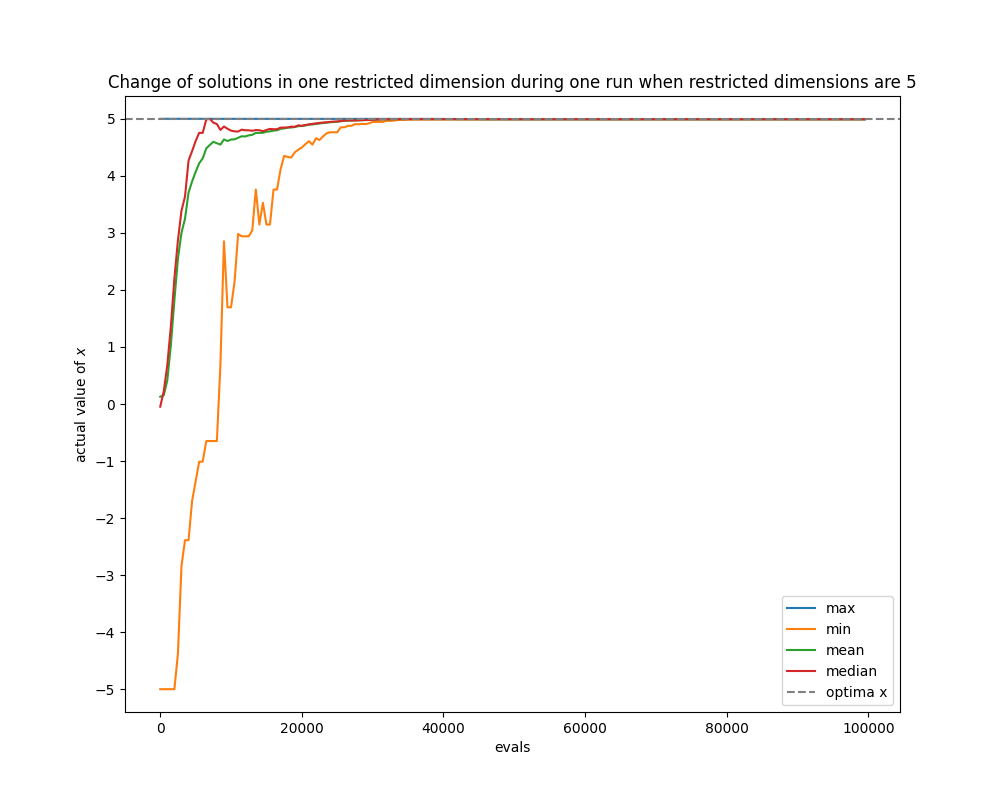 Change of solutions in one restricted dimension during one run when restricted dimensions are 5
5
4
3
2
1
0
−1
−2
−3
−4
−5
actual value of x
0
20000
40000
60000
80000
100000
evals
max
min
mean
median
optima x